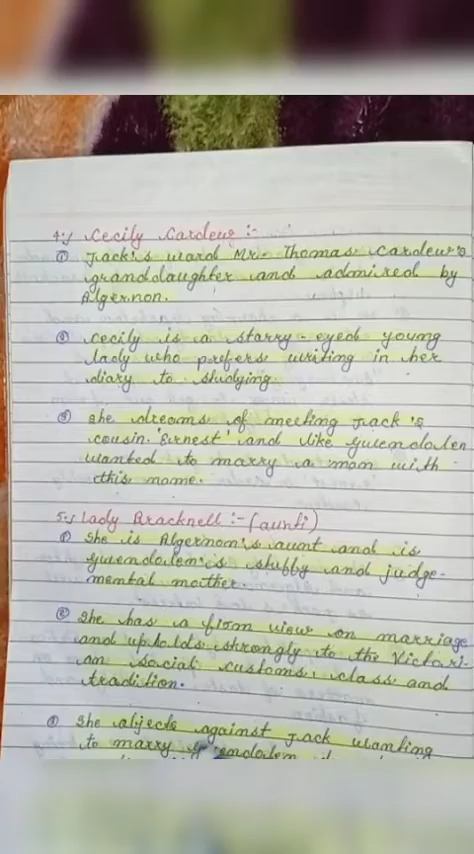 4:) Cecily Cardew :-
① Jack's ward Mr. Thomas Cardew's
granddaughter and admired by
Algernon.
② Cecily is a starry-eyed young
lady who prefers writing in her
diary to studying.
③ She dreams of meeting Jack's
cousin. 'Ernest' and like Gwendolen
wanted to marry a man with
this name.
5:) Lady Bracknell :- (aunti)
① She is Algernon's aunt and is
Gwendolen's stuffy and judge-
mental mother.
② She has a firm view on marriage
and upholds strongly to the Victori-
an social customs, class and
tradition.
③ She objects against Jack wanting
to marry